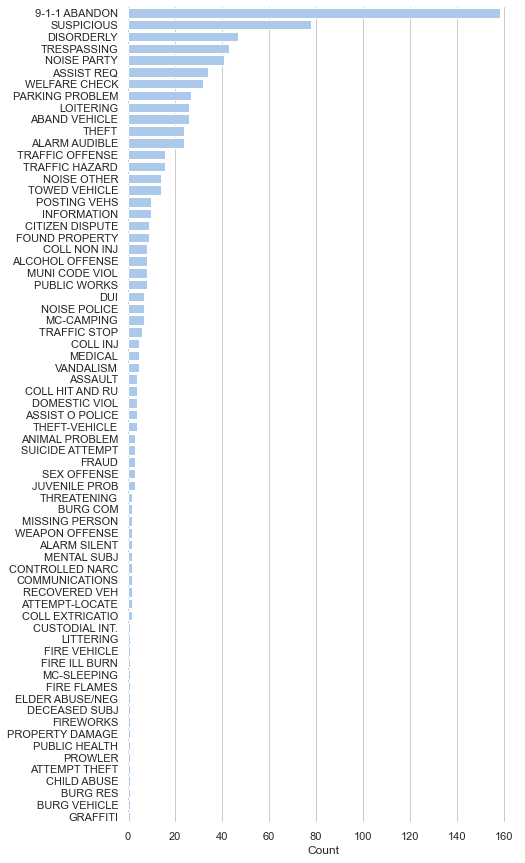 9-1-1 ABANDON
SUSPICIOUS
DISORDERLY
TRESPASSING
NOISE PARTY
ASSIST REQ
WELFARE CHECK
PARKING PROBLEM
LOITERING
ABAND VEHICLE
THEFT
ALARM AUDIBLE
TRAFFIC OFFENSE
TRAFFIC HAZARD
NOISE OTHER
TOWED VEHICLE
POSTING VEHS
INFORMATION
CITIZEN DISPUTE
FOUND PROPERTY
COLL NON INJ
ALCOHOL OFFENSE
MUNI CODE VIOL
PUBLIC WORKS
DUI
NOISE POLICE
MC-CAMPING
TRAFFIC STOP
COLL INJ
MEDICAL
VANDALISM
ASSAULT
COLL HIT AND RU
DOMESTIC VIOL
ASSIST O POLICE
THEFT-VEHICLE
ANIMAL PROBLEM
SUICIDE ATTEMPT
FRAUD
SEX OFFENSE
JUVENILE PROB
THREATENING
BURG COM
MISSING PERSON
WEAPON OFFENSE
ALARM SILENT
MENTAL SUBJ
CONTROLLED NARC
COMMUNICATIONS
RECOVERED VEH
ATTEMPT-LOCATE
COLL EXTRICATIO
CUSTODIAL INT.
LITTERING
FIRE VEHICLE
FIRE ILL BURN
MC-SLEEPING
FIRE FLAMES
ELDER ABUSE/NEG
DECEASED SUBJ
FIREWORKS
PROPERTY DAMAGE
PUBLIC HEALTH
PROWLER
ATTEMPT THEFT
CHILD ABUSE
BURG RES
BURG VEHICLE
GRAFFITI
0 20 40 60 80 100 120 140 160
Count